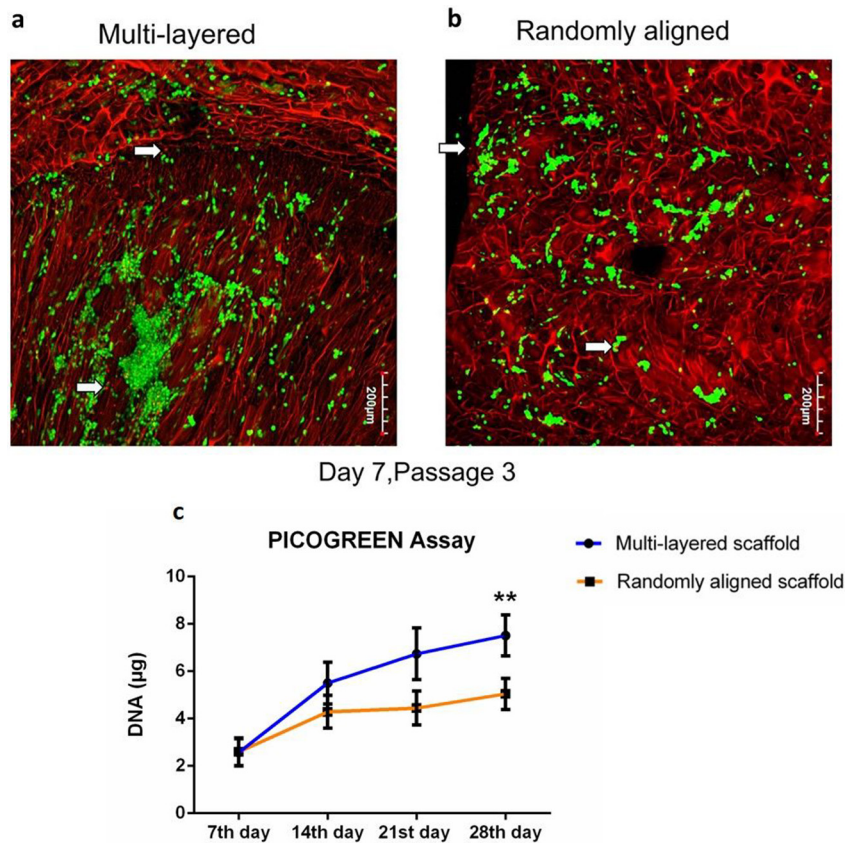 a
Multi-layered
b
Randomly aligned
200µm
200µm
Day 7,Passage 3
c
PICOGREEN Assay
Multi-layered scaffold
Randomly aligned scaffold
**
DNA (µg)
10
8
6
4
2
0
7th day 14th day 21st day 28th day